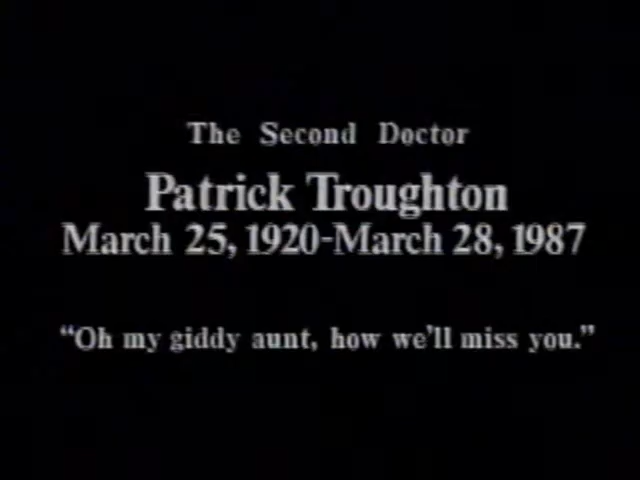 The Second Doctor
Patrick Troughton
March 25, 1920-March 28, 1987
“Oh my giddy aunt, how we’ll miss you.”